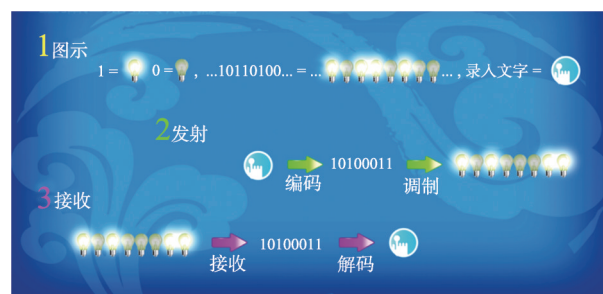 1图示
1 = 0 = , ...10110100... = ... ... , 录入文字 =
2发射
编码 10100011 调制
3接收
接收 10100011 解码